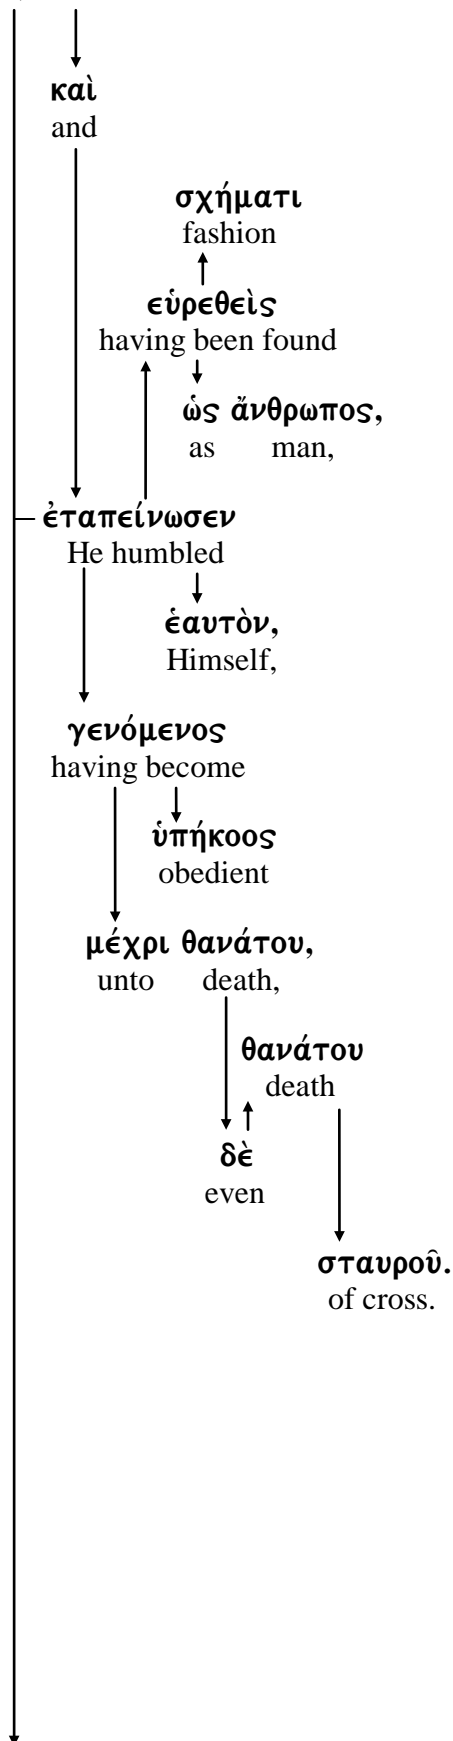 καὶ
and
σχήματι
fashion
εὑρεθεὶς
having been found
ὡς ἄνθρωπος,
as man,
ἐταπείνωσεν
He humbled
ἑαυτὸν,
Himself,
γενόμενος
having become
ὑπήκοος
obedient
μέχρι θανάτου,
unto death,
θανάτου
death
δὲ
even
σταυροῦ.
of cross.